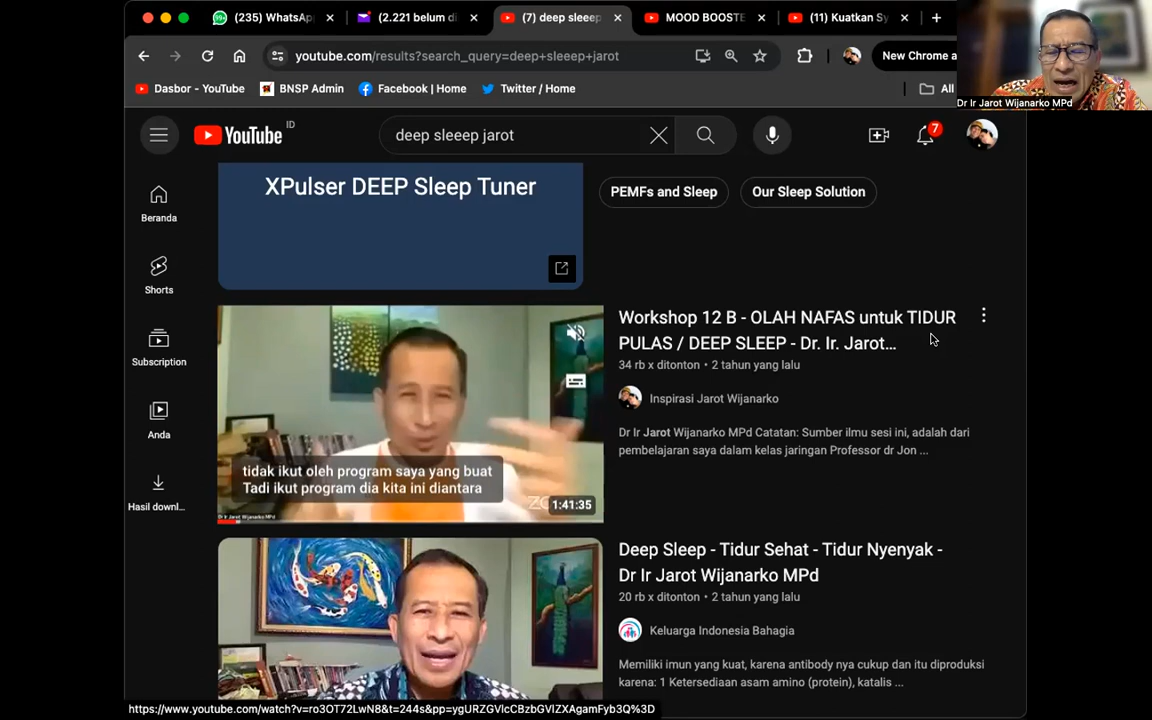 (235) WhatsAp
(2.221 belum di
(7) deep sleeep
MOOD BOOSTE
(11) Kuatkan Sy
youtube.com/results?search_query=deep+sleeep+jarot
New Chrome a
Dr Ir Jarot Wijanarko MPd
Dasbor - YouTube
BNSP Admin
Facebook | Home
Twitter / Home
All
YouTube ID
deep sleeep jarot
7
Beranda
Shorts
Subscription
Anda
Hasil downl...
XPulser DEEP Sleep Tuner
PEMFs and Sleep
Our Sleep Solution
tidak ikut oleh program saya yang buat
Tadi ikut program dia kita ini diantara
1:41:35
Dr Ir Jarot Wijanarko MPd
Workshop 12 B - OLAH NAFAS untuk TIDUR
PULAS / DEEP SLEEP - Dr. Ir. Jarot...
34 rb x ditonton • 2 tahun yang lalu
Inspirasi Jarot Wijanarko
Dr Ir Jarot Wijanarko MPd Catatan: Sumber ilmu sesi ini, adalah dari
pembelajaran saya dalam kelas jaringan Professor dr Jon ...
Deep Sleep - Tidur Sehat - Tidur Nyenyak -
Dr Ir Jarot Wijanarko MPd
20 rb x ditonton • 2 tahun yang lalu
Keluarga Indonesia Bahagia
Memiliki imun yang kuat, karena antibody nya cukup dan itu diproduksi
karena: 1 Ketersediaan asam amino (protein), katalis ...
https://www.youtube.com/watch?v=ro3OT72LwN8&t=244s&pp=ygURZGVlcCBzbGVlZXAgamFyb3Q%3D